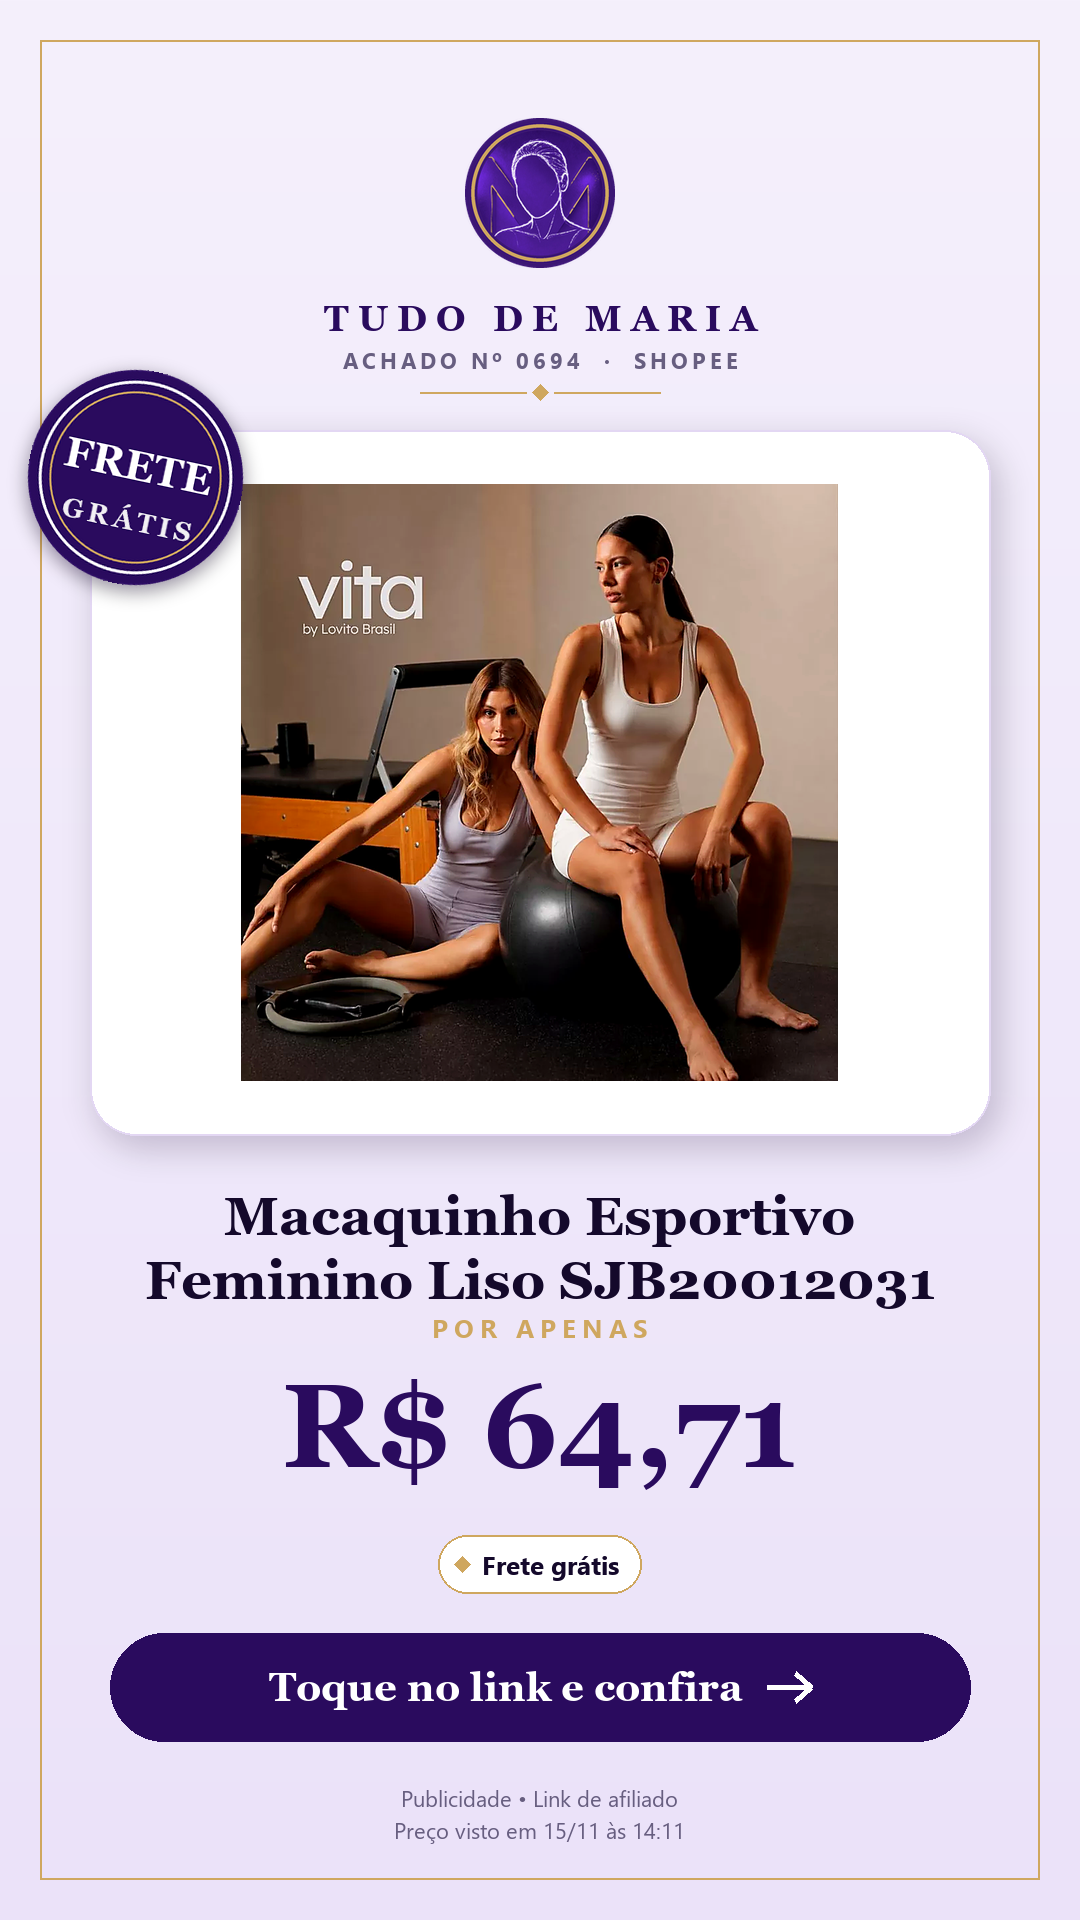 TUDO DE MARIA
ACHADO Nº 0694 · SHOPEE
FRETE
GRÁTIS
vita
by Lovito Brasil
Macaquinho Esportivo
Feminino Liso SJB20012031
POR APENAS
R$ 64,71
Frete grátis
Toque no link e confira →
Publicidade • Link de afiliado
Preço visto em 15/11 às 14:11